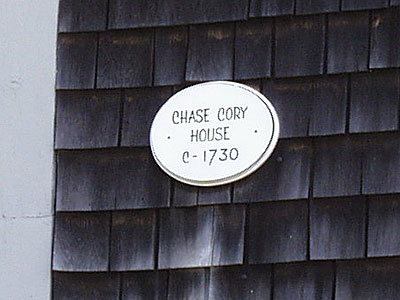 CHASE CORY
· HOUSE ·
C-1730